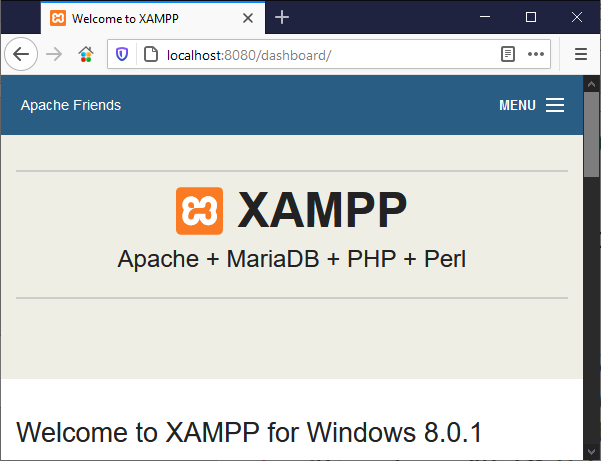 Welcome to XAMPP
localhost:8080/dashboard/
Apache Friends
MENU
XAMPP
Apache + MariaDB + PHP + Perl
Welcome to XAMPP for Windows 8.0.1